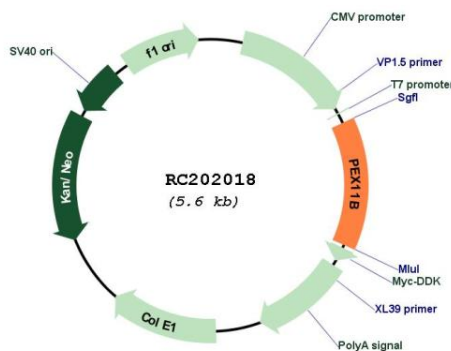 CMV promoter
SV40 ori
f1 ori
VP1.5 primer
T7 promoter
SgfI
Kan/Neo
RC202018
(5.6 kb)
PEX11B
MluI
Myc-DDK
XL39 primer
Col E1
PolyA signal